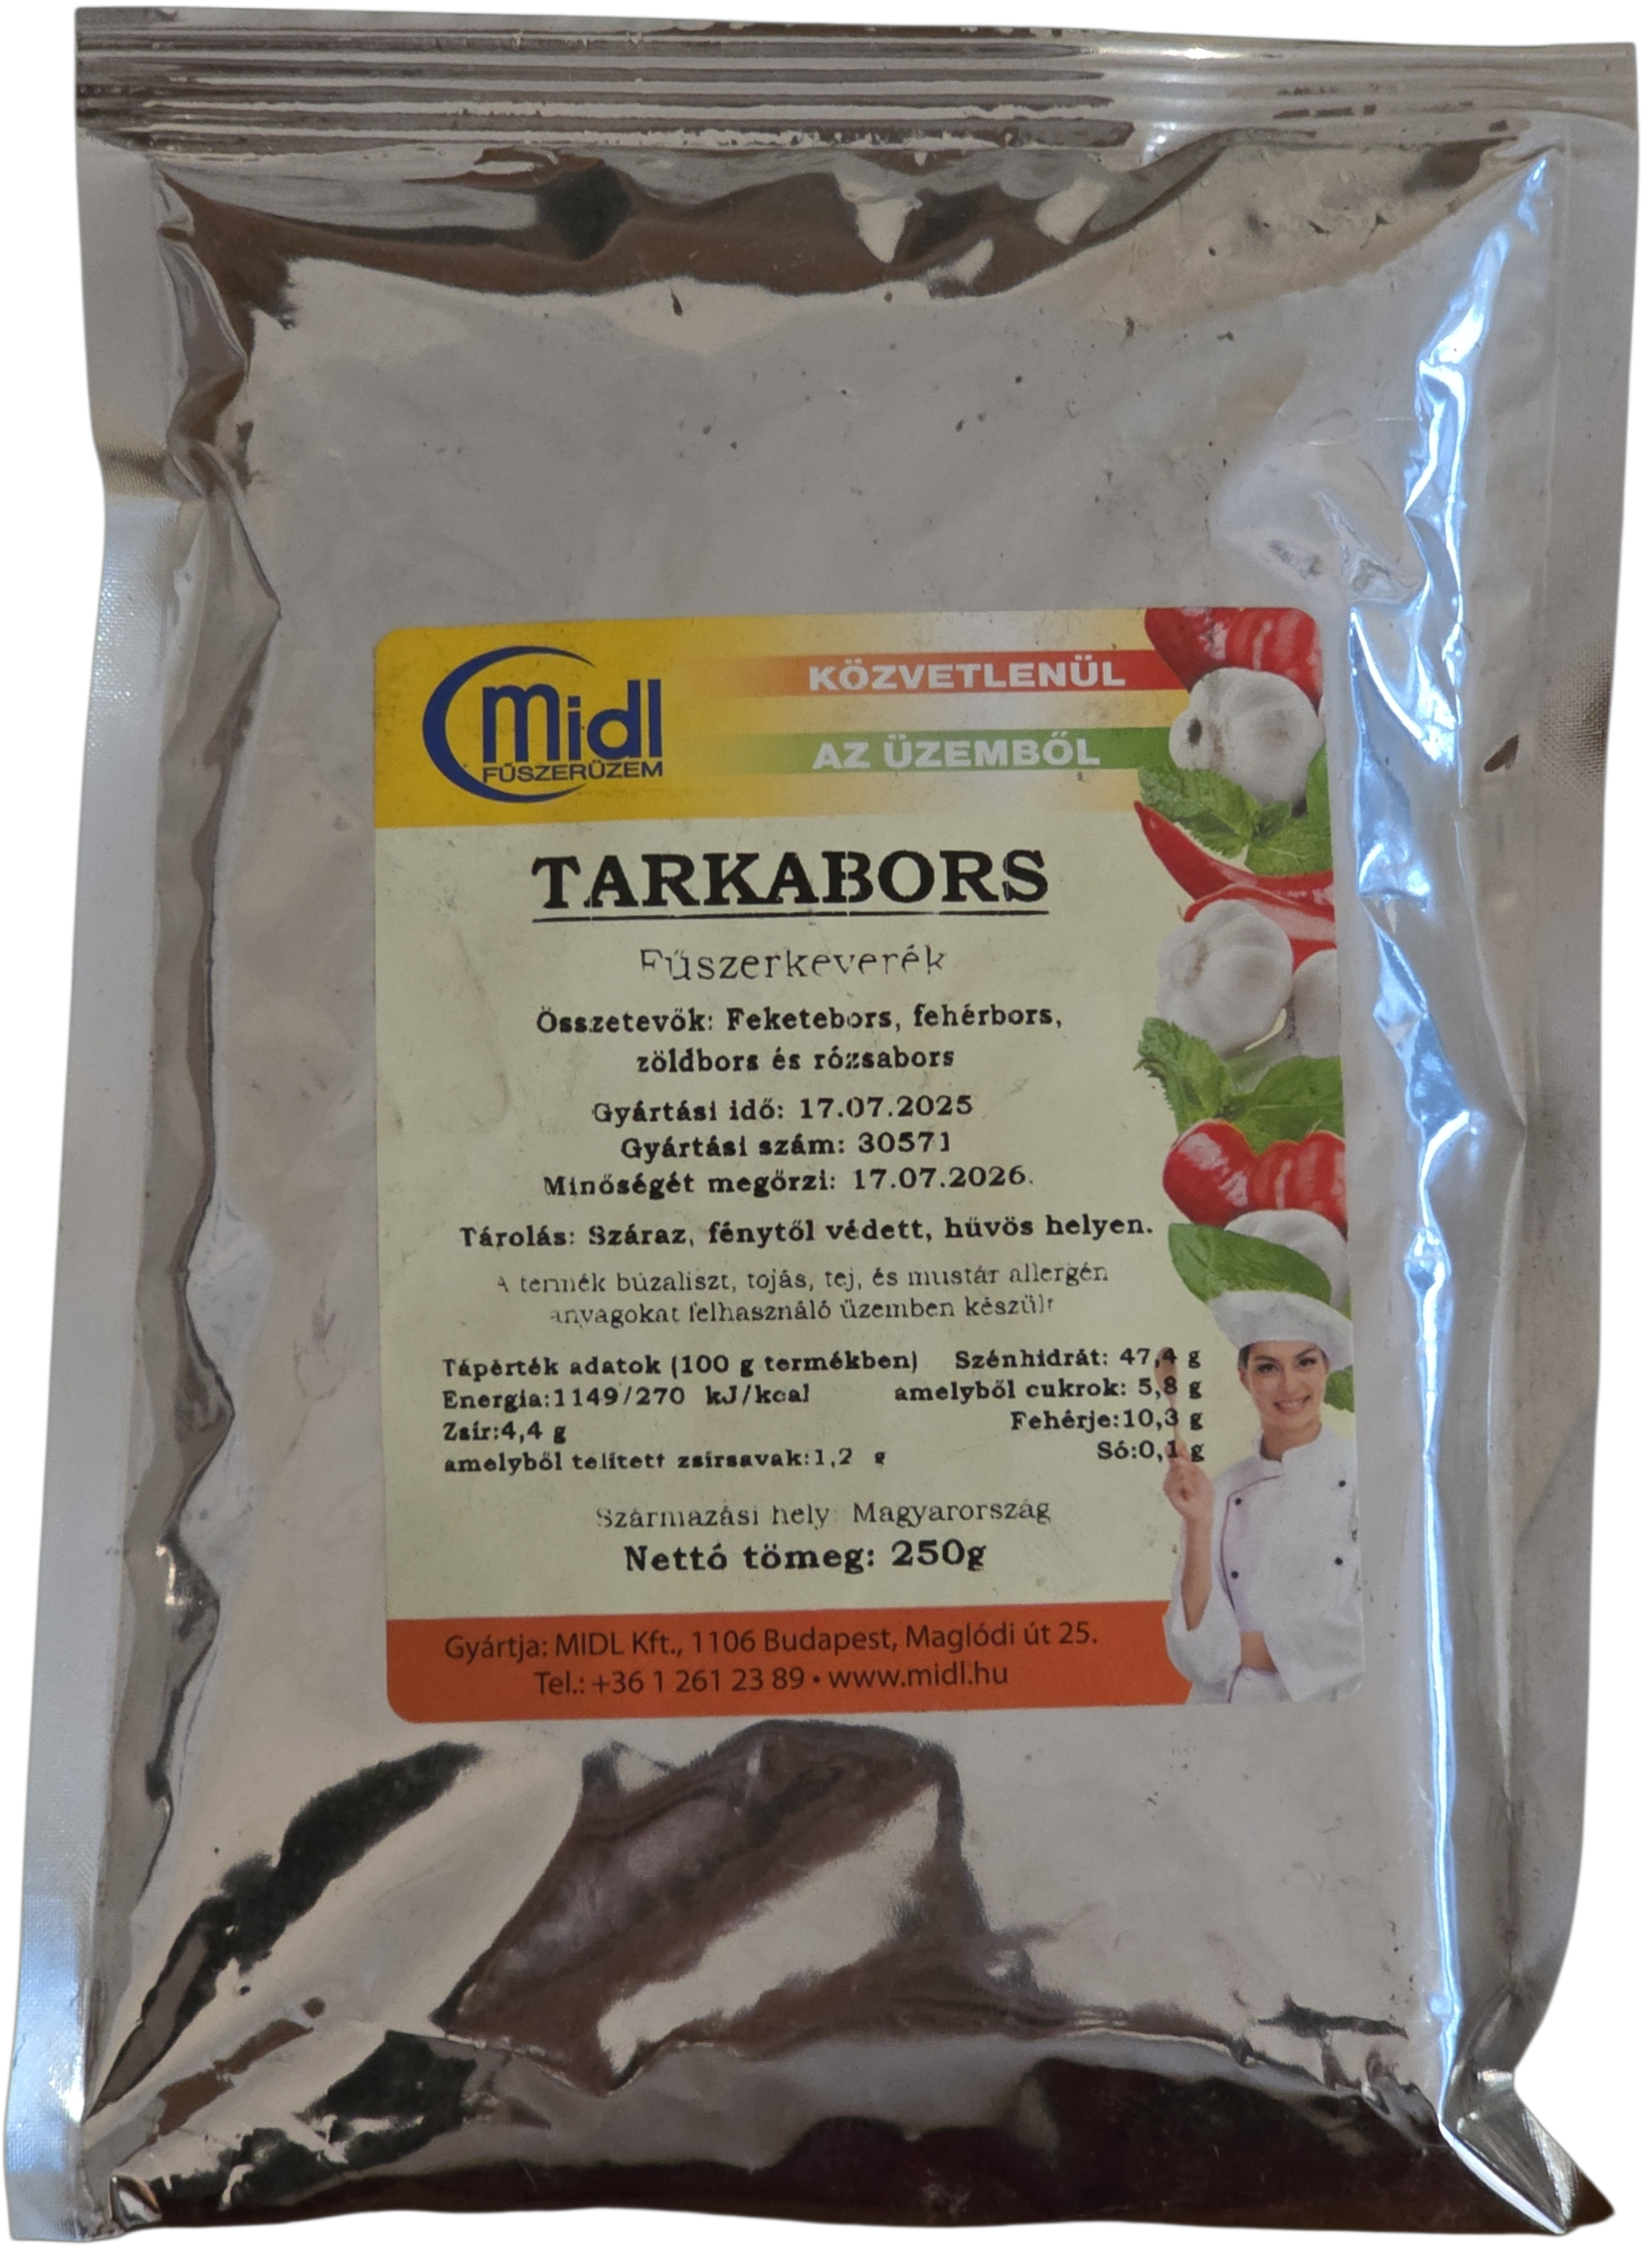 Midl
FŰSZERÜZEM
KÖZVETLENÜL
AZ ÜZEMBŐL
TARKABORS
Fűszerkeverék
Összetevők: Feketebors, fehérbors,
zöldbors és rózsabors
Gyártási idő: 17.07.2025
Gyártási szám: 30571
Minőségét megőrzi: 17.07.2026.
Tárolás: Száraz, fénytől védett, hűvös helyen.
A termék búzaliszt, tojás, tej, és mustár allergén
anyagokat felhasználó üzemben készült
Tápérték adatok (100 g termékben) Szénhidrát: 47,4 g
Energia:1149/270 kJ/kcal amelyből cukrok: 5,8 g
Zsír:4,4 g Fehérje:10,3 g
amelyből telített zsírsavak:1,2 g Só:0,1 g
Származási hely: Magyarország
Nettó tömeg: 250g
Gyártja: MIDL Kft., 1106 Budapest, Maglódi út 25.
Tel.: +36 1 261 23 89 • www.midl.hu